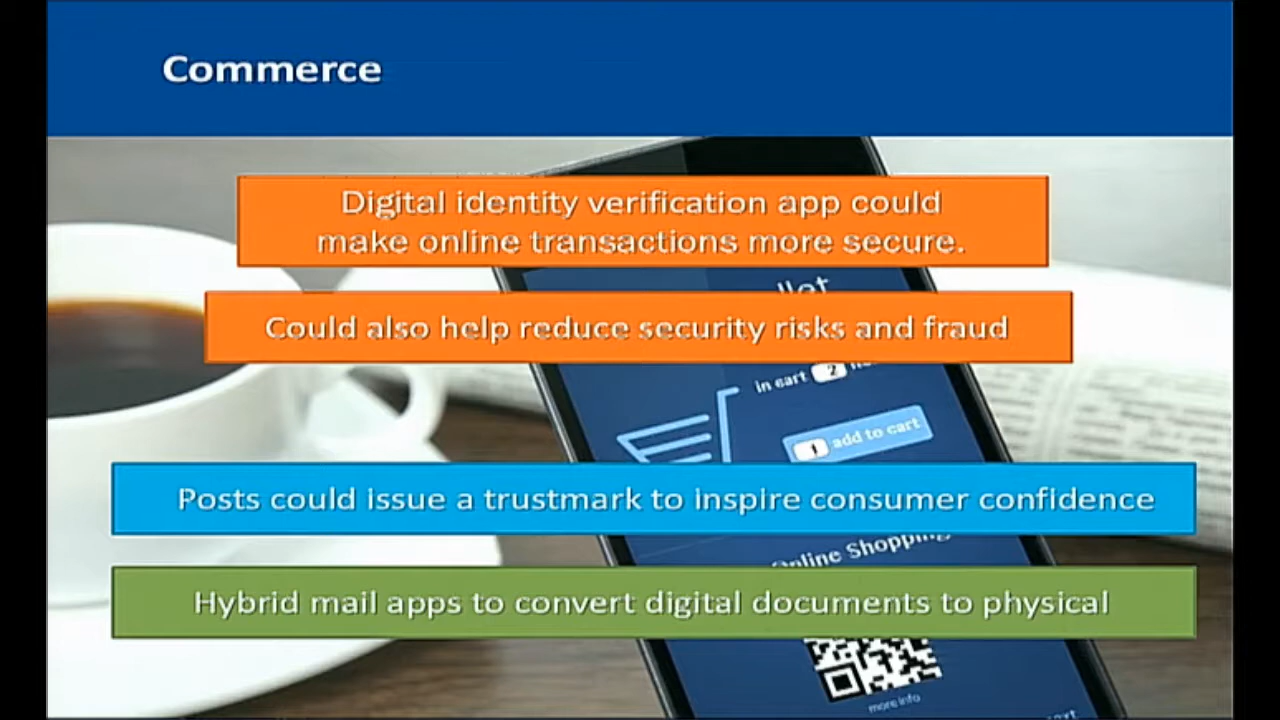 Commerce
Digital identity verification app could
make online transactions more secure.
Could also help reduce security risks and fraud
in cart 2
1 add to cart
Posts could issue a trustmark to inspire consumer confidence
Online Shopping
Hybrid mail apps to convert digital documents to physical
more info